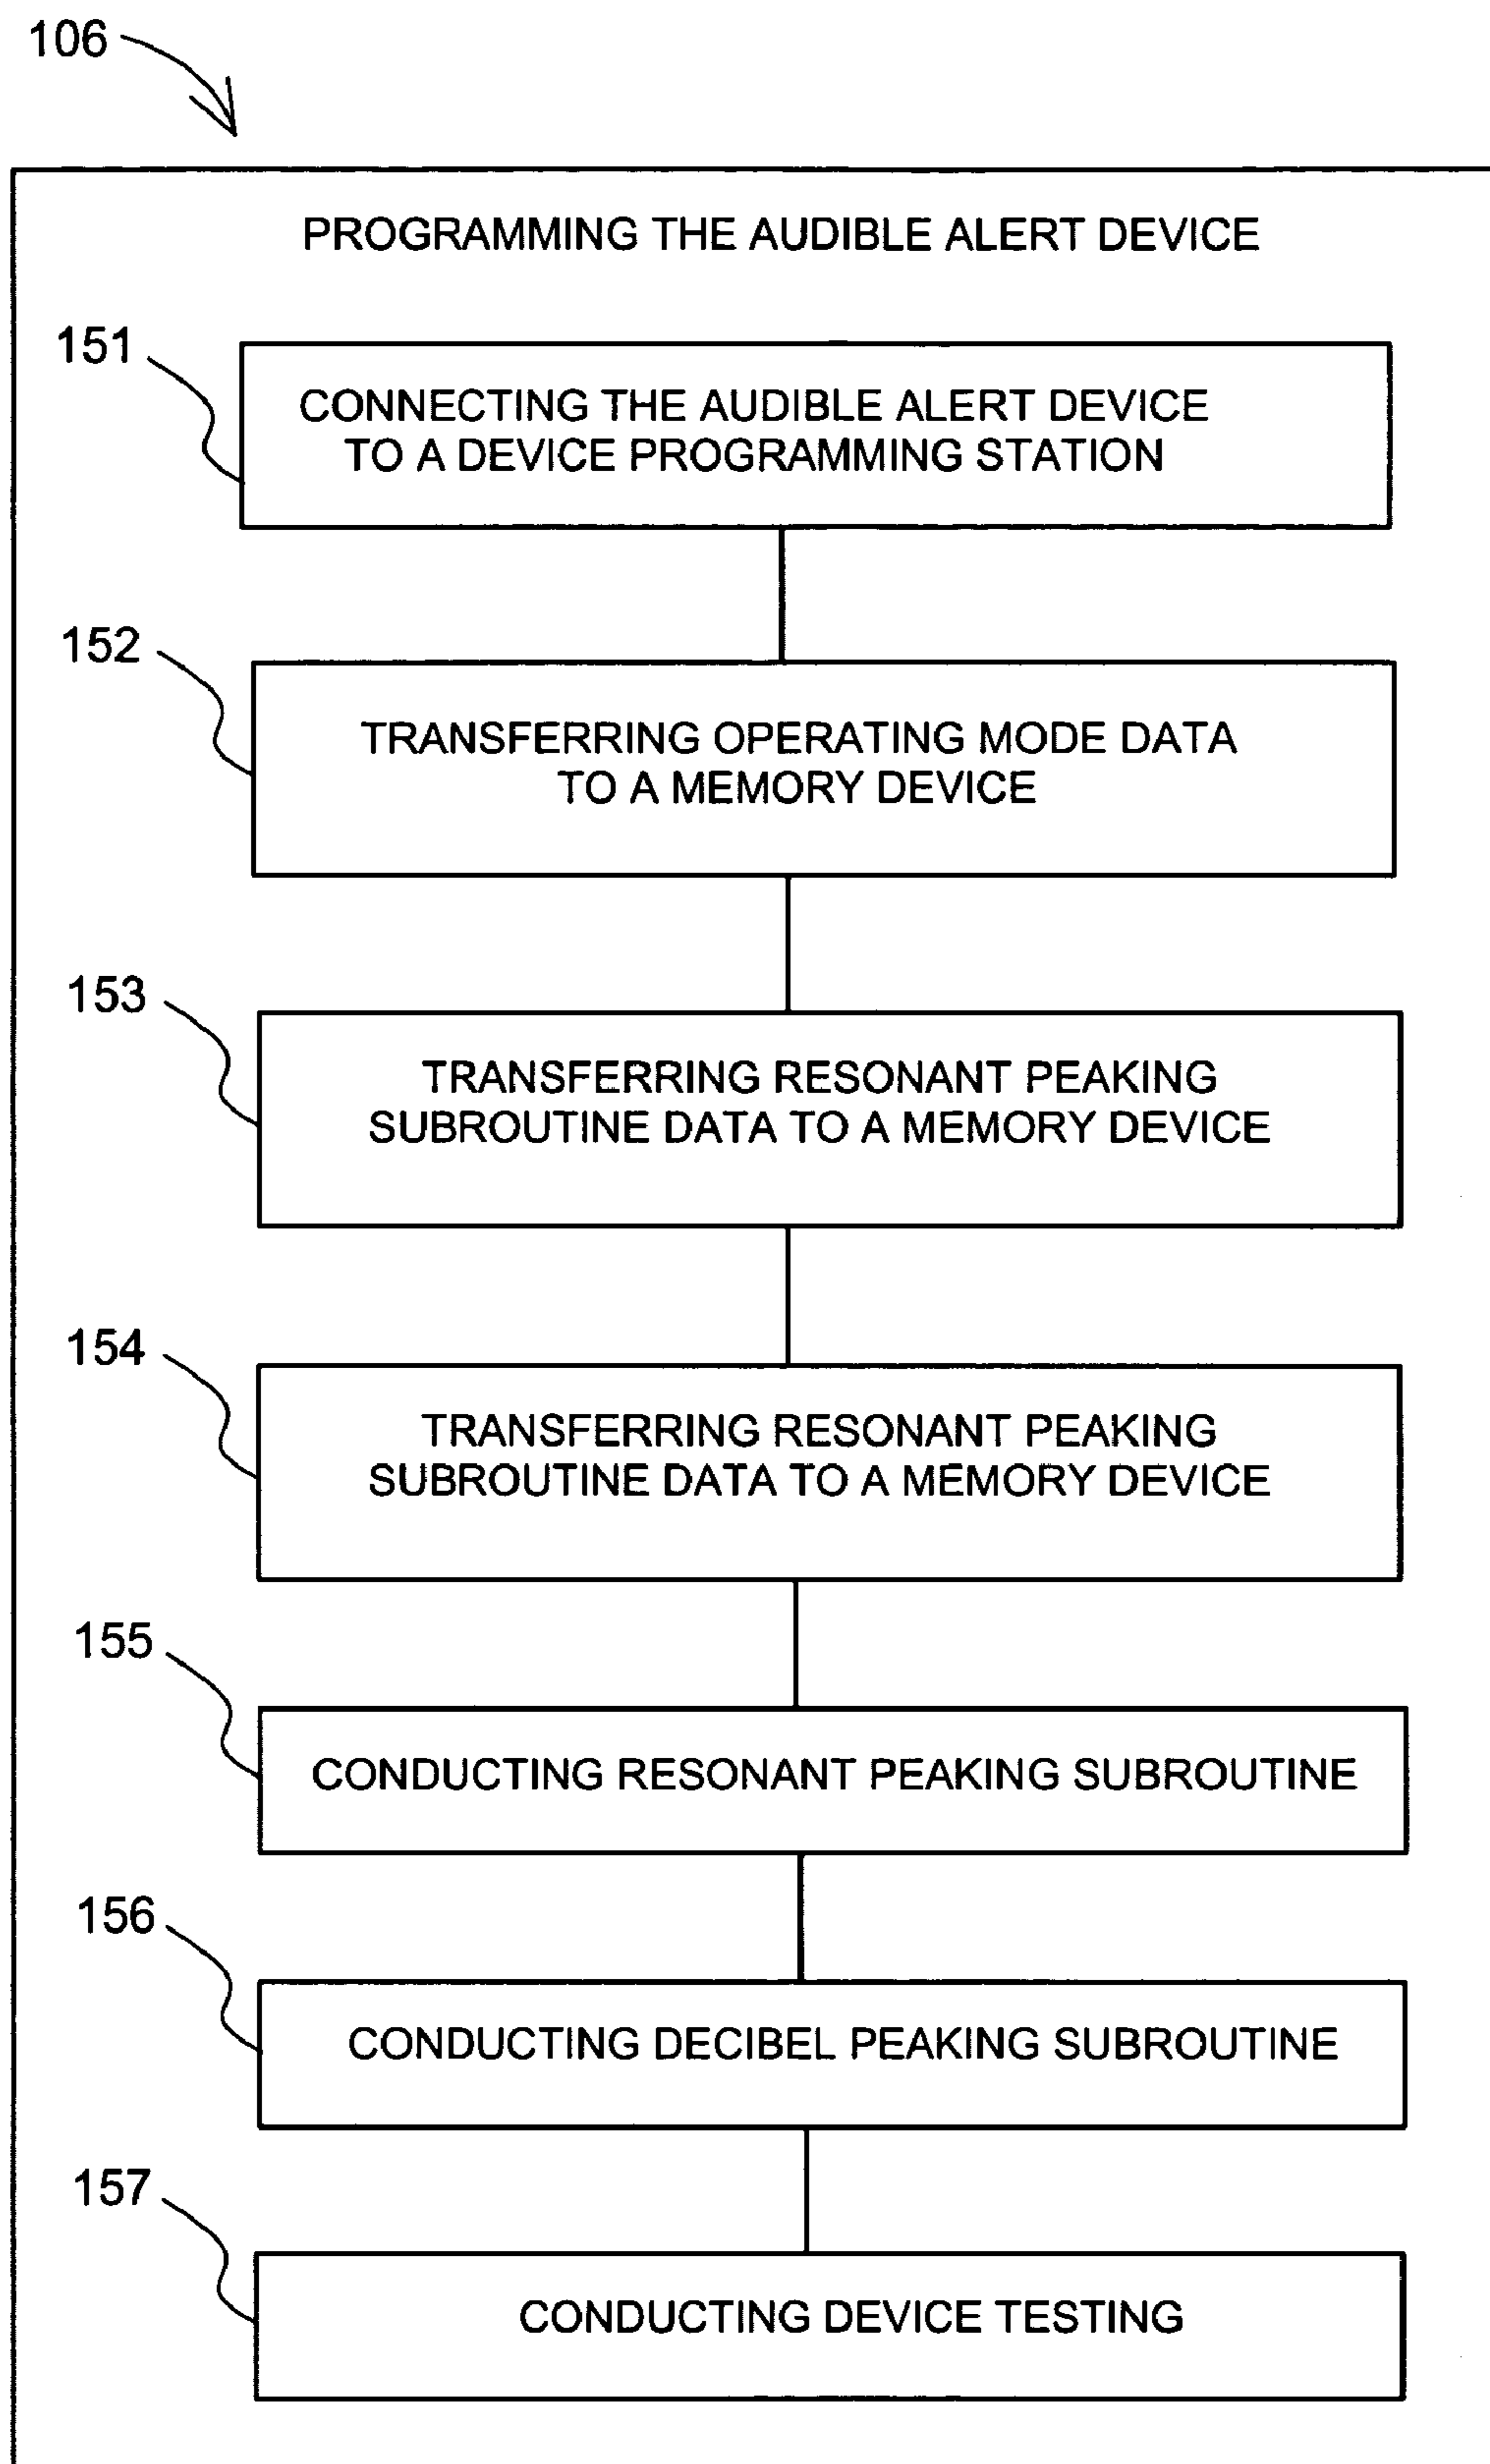 106
PROGRAMMING THE AUDIBLE ALERT DEVICE
151
CONNECTING THE AUDIBLE ALERT DEVICE
TO A DEVICE PROGRAMMING STATION
152
TRANSFERRING OPERATING MODE DATA
TO A MEMORY DEVICE
153
TRANSFERRING RESONANT PEAKING
SUBROUTINE DATA TO A MEMORY DEVICE
154
TRANSFERRING RESONANT PEAKING
SUBROUTINE DATA TO A MEMORY DEVICE
155
CONDUCTING RESONANT PEAKING SUBROUTINE
156
CONDUCTING DECIBEL PEAKING SUBROUTINE
157
CONDUCTING DEVICE TESTING